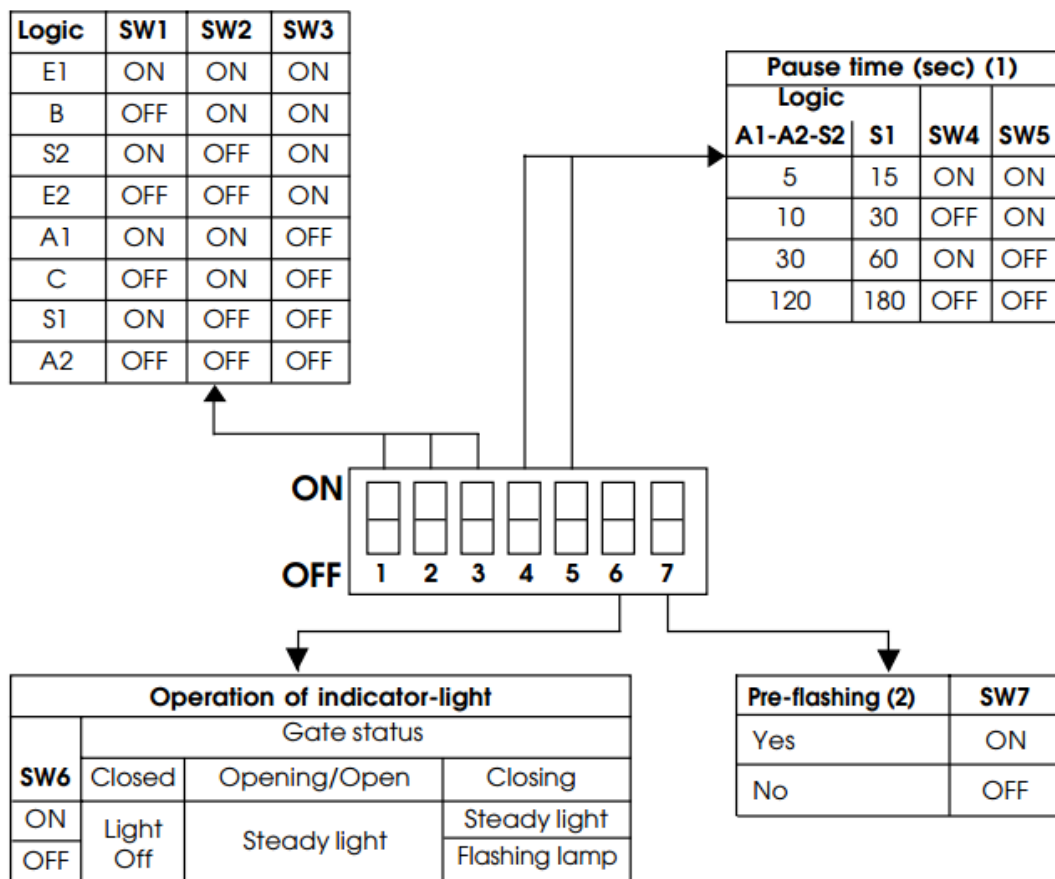 Logic SW1 SW2 SW3
E1 ON ON ON
B OFF ON ON
S2 ON OFF ON
E2 OFF OFF ON
A1 ON ON OFF
C OFF ON OFF
S1 ON OFF OFF
A2 OFF OFF OFF
Pause time (sec) (1)
Logic
A1-A2-S2 S1 SW4 SW5
5 15 ON ON
10 30 OFF ON
30 60 ON OFF
120 180 OFF OFF
ON
OFF 1 2 3 4 5 6 7
Operation of indicator-light
Gate status
SW6 Closed Opening/Open Closing
ON Light Off Steady light Steady light
OFF Flashing lamp
Pre-flashing (2) SW7
Yes ON
No OFF